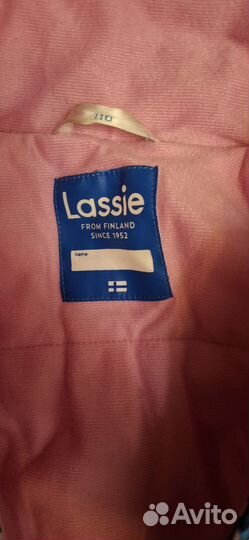 110
Lassie
FROM FINLAND
SINCE 1952
name
Avito